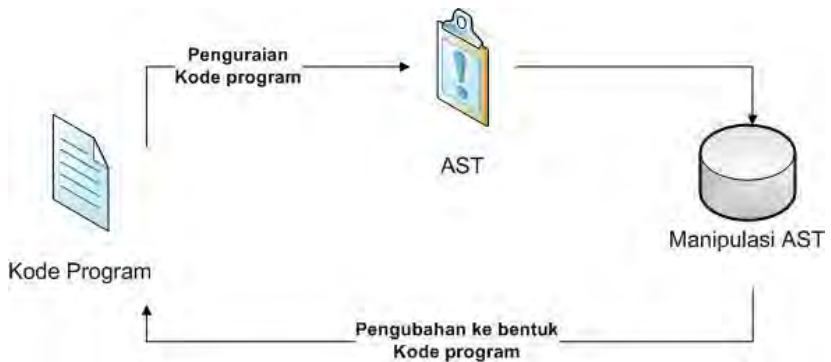 Penguraian
Kode program
AST
Manipulasi AST
Kode Program
Pengubahan ke bentuk
Kode program